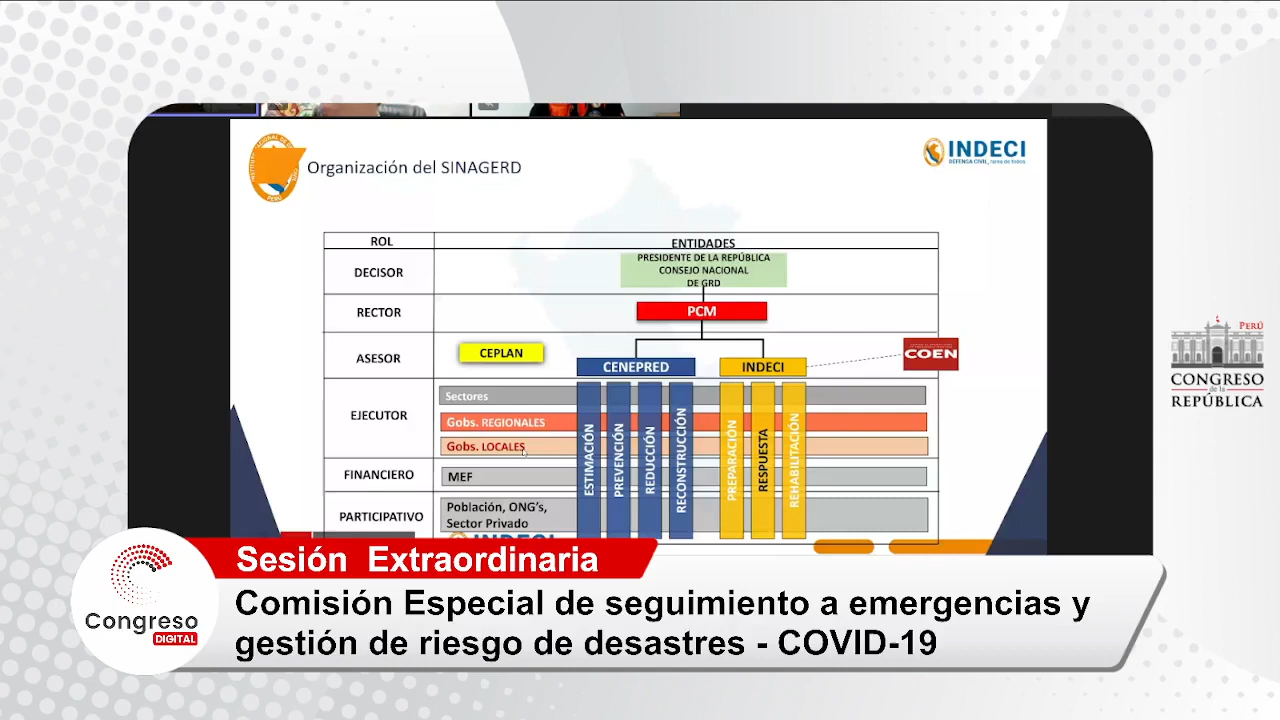 Organización del SINAGERD
INDECI
DEFENSA CIVIL, tarea de todos
ROL
ENTIDADES
DECISOR
PRESIDENTE DE LA REPÚBLICA
CONSEJO NACIONAL
DE GRD
RECTOR
PCM
ASESOR
CEPLAN
CENEPRED
INDECI
COEN
EJECUTOR
Sectores
Gobs. REGIONALES
Gobs. LOCALES
ESTIMACIÓN
PREVENCIÓN
REDUCCIÓN
RECONSTRUCCIÓN
PREPARACIÓN
RESPUESTA
REHABILITACIÓN
FINANCIERO
MEF
PARTICIPATIVO
Población, ONG's,
Sector Privado
INDECI
PERÚ
CONGRESO
de la
REPÚBLICA
Congreso
DIGITAL
Sesión Extraordinaria
Comisión Especial de seguimiento a emergencias y
gestión de riesgo de desastres - COVID-19